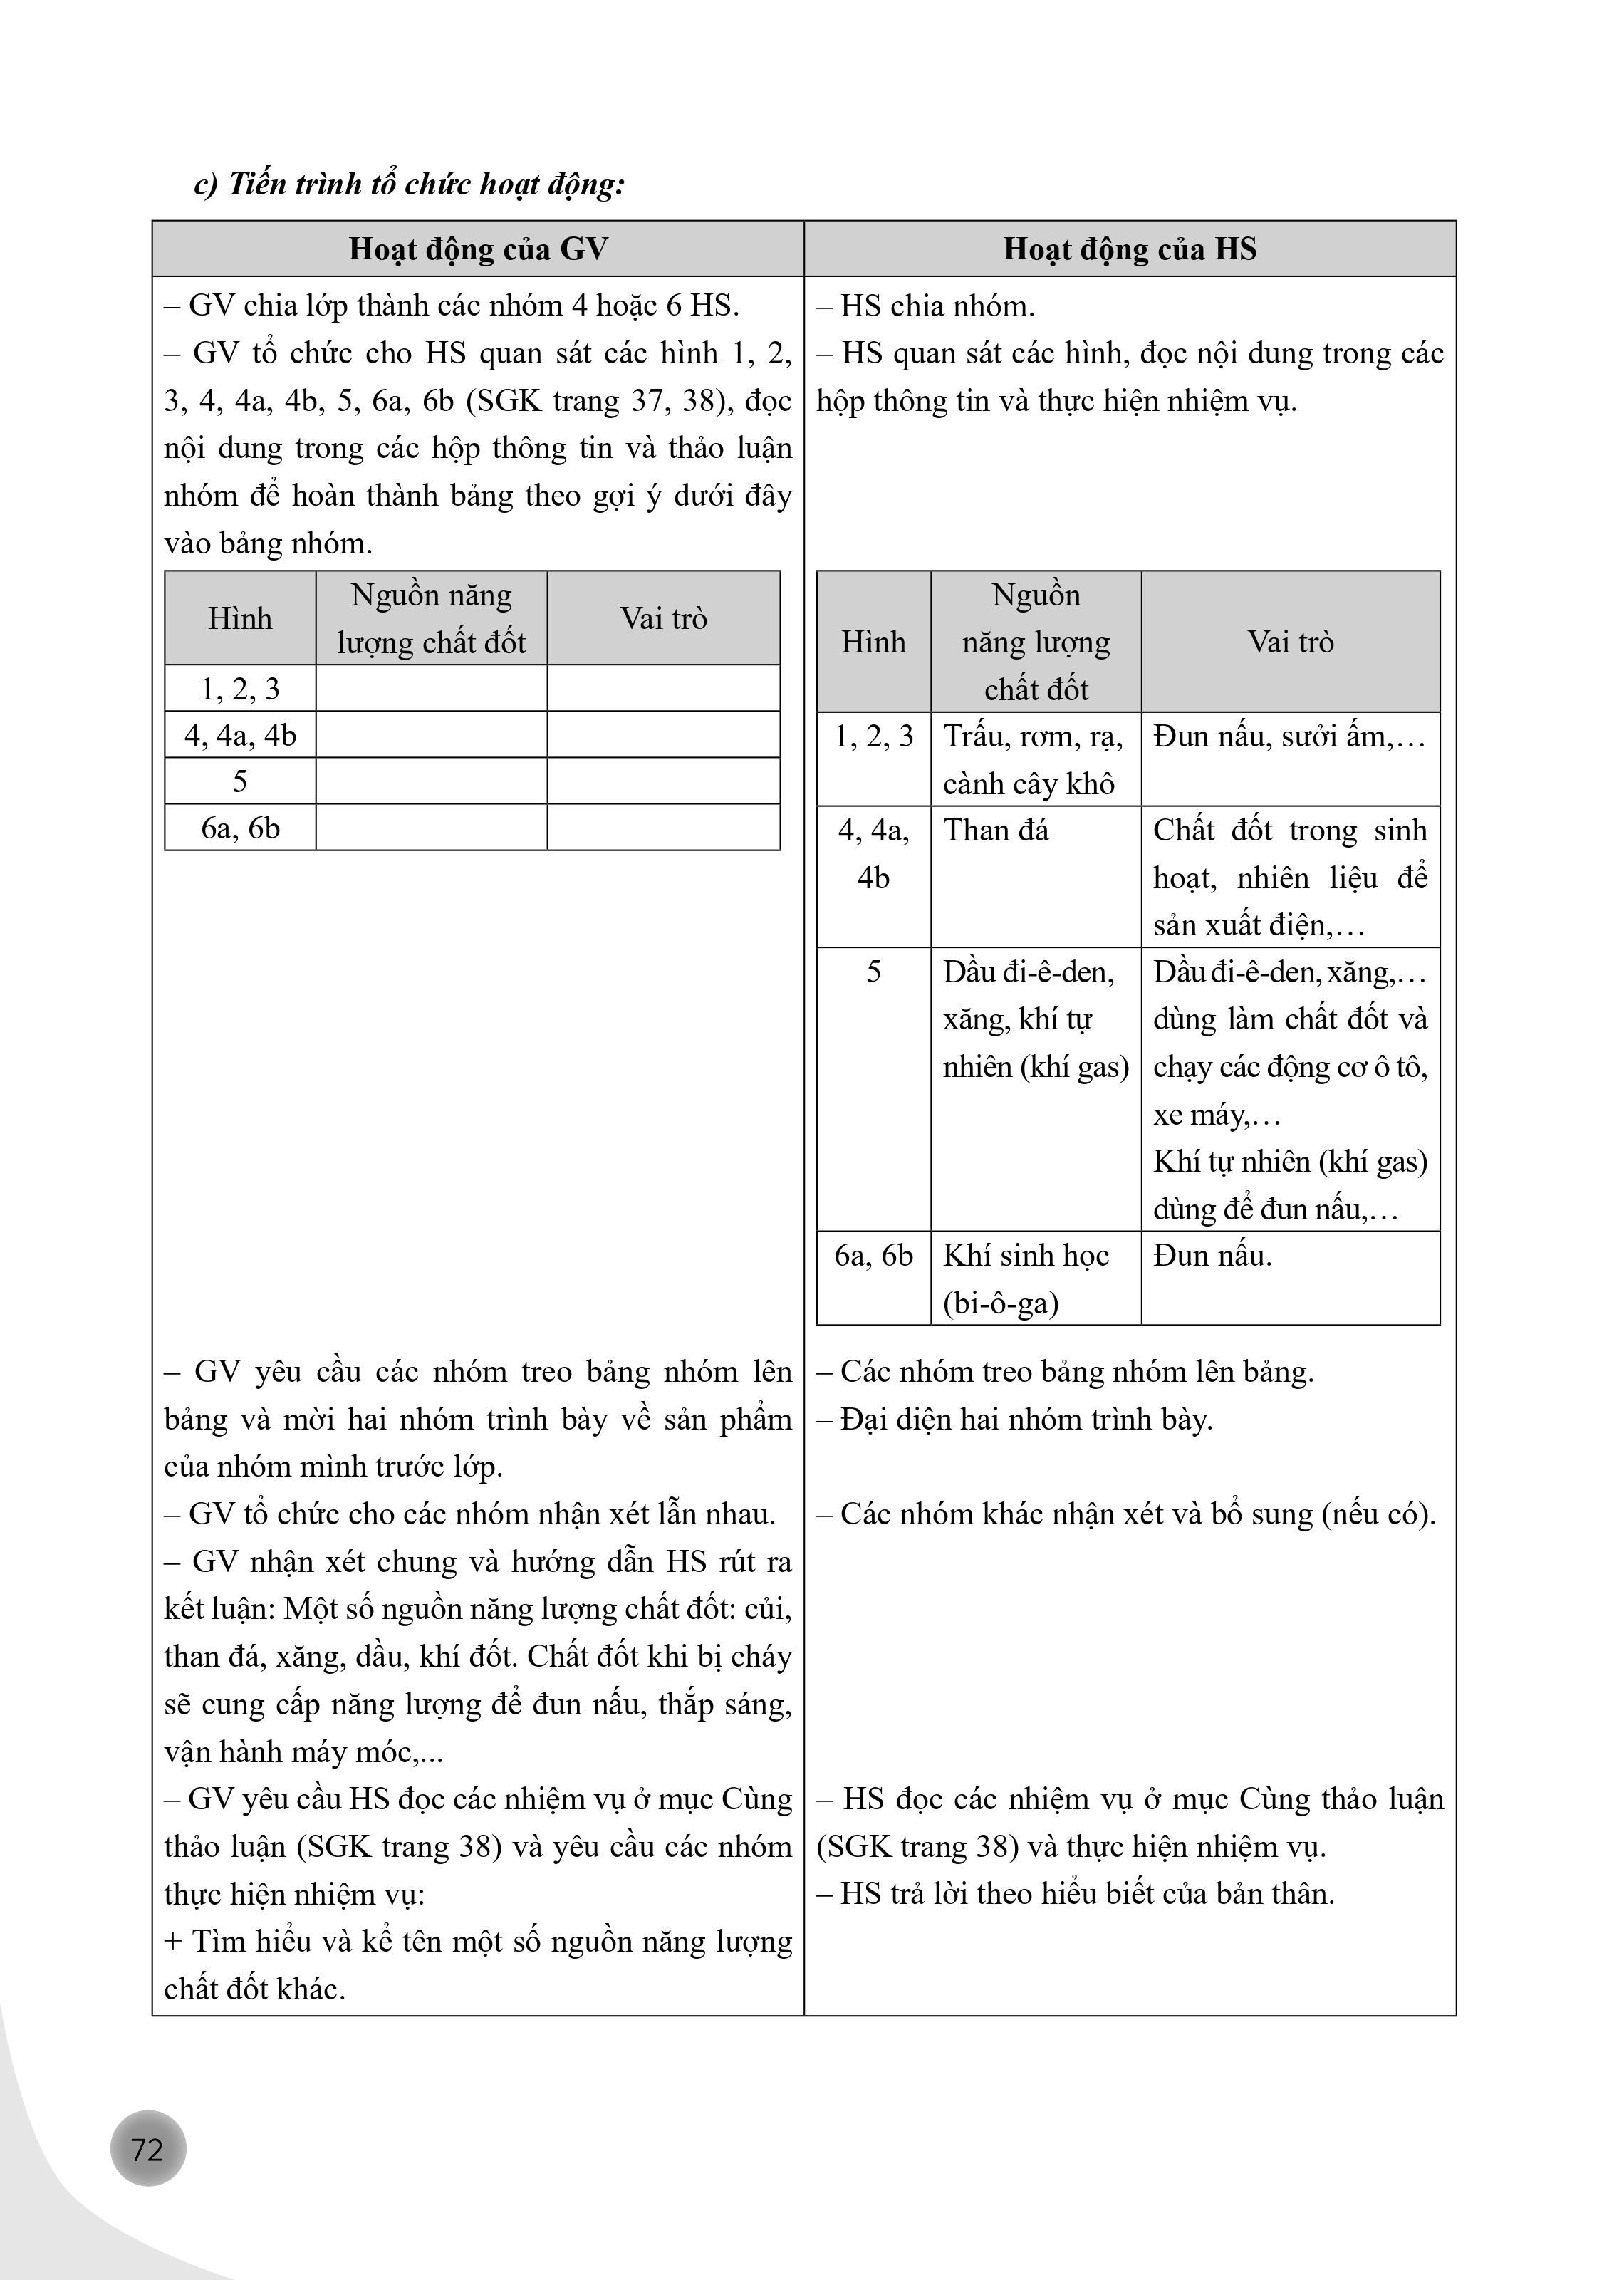 c) Tiến trình tổ chức hoạt động:
Hoạt động của GV
– GV chia lớp thành các nhóm 4 hoặc 6 HS.
– GV tổ chức cho HS quan sát các hình 1, 2,
3, 4, 4a, 4b, 5, 6a, 6b (SGK trang 37, 38), đọc
nội dung trong các hộp thông tin và thảo luận
nhóm để hoàn thành bảng theo gợi ý dưới đây
vào bảng nhóm.
Hình
Nguồn năng
lượng chất đốt
Vai trò
1, 2, 3
4, 4a, 4b
5
6a, 6b
– GV yêu cầu các nhóm treo bảng nhóm lên
bảng và mời hai nhóm trình bày về sản phẩm
của nhóm mình trước lớp.
– GV tổ chức cho các nhóm nhận xét lẫn nhau.
– GV nhận xét chung và hướng dẫn HS rút ra
kết luận: Một số nguồn năng lượng chất đốt: củi,
than đá, xăng, dầu, khí đốt. Chất đốt khi bị cháy
sẽ cung cấp năng lượng để đun nấu, thắp sáng,
vận hành máy móc,...
– GV yêu cầu HS đọc các nhiệm vụ ở mục Cùng
thảo luận (SGK trang 38) và yêu cầu các nhóm
thực hiện nhiệm vụ:
+ Tìm hiểu và kể tên một số nguồn năng lượng
chất đốt khác.
Hoạt động của HS
– HS chia nhóm.
– HS quan sát các hình, đọc nội dung trong các
hộp thông tin và thực hiện nhiệm vụ.
Hình
Nguồn
năng lượng
chất đốt
Vai trò
1, 2, 3
Trấu, rơm, rạ,
cành cây khô
Đun nấu, sưởi ấm,…
4, 4a,
4b
Than đá
Chất đốt trong sinh
hoạt, nhiên liệu để
sản xuất điện,…
5
Dầu đi-ê-den,
xăng, khí tự
nhiên (khí gas)
Dầu đi-ê-den, xăng,…
dùng làm chất đốt và
chạy các động cơ ô tô,
xe máy,…
Khí tự nhiên (khí gas)
dùng để đun nấu,…
6a, 6b
Khí sinh học
(bi-ô-ga)
Đun nấu.
– Các nhóm treo bảng nhóm lên bảng.
– Đại diện hai nhóm trình bày.
– Các nhóm khác nhận xét và bổ sung (nếu có).
– HS đọc các nhiệm vụ ở mục Cùng thảo luận
(SGK trang 38) và thực hiện nhiệm vụ.
– HS trả lời theo hiểu biết của bản thân.
72